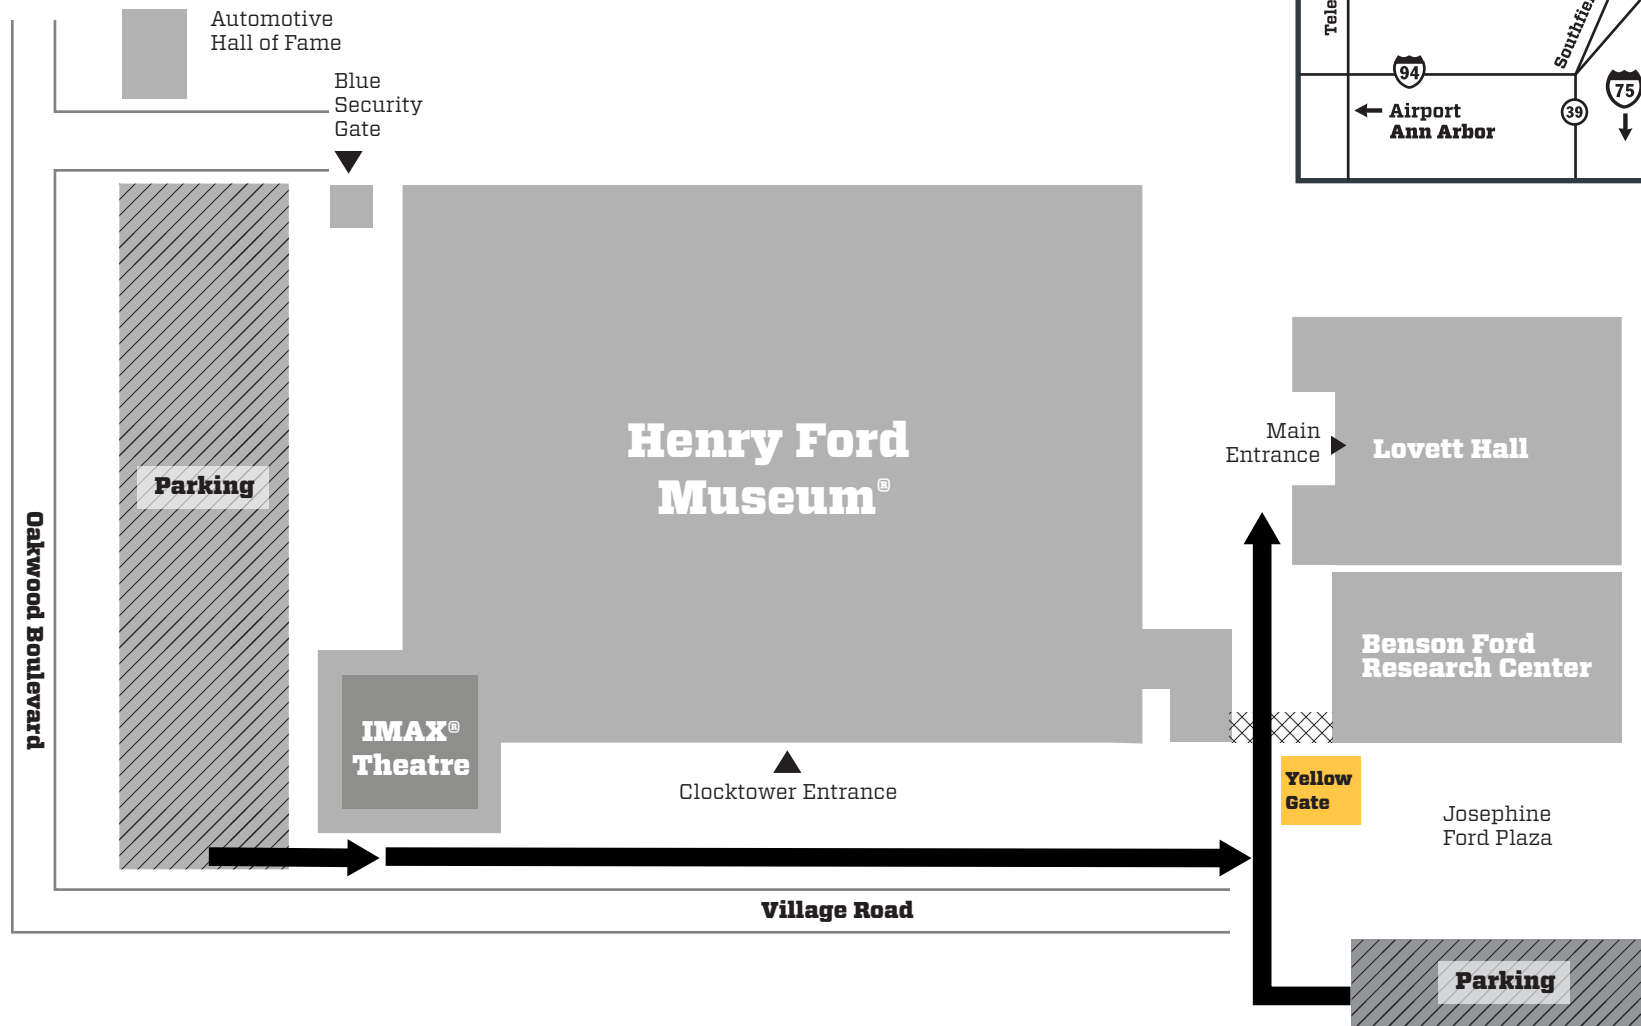 Automotive
Hall of Fame
Blue
Security
Gate
94
Airport
Ann Arbor
39
75
Henry Ford
Museum®
Main
Entrance
Lovett Hall
Parking
Oakwood Boulevard
Benson Ford
Research Center
IMAX®
Theatre
Clocktower Entrance
Yellow
Gate
Josephine
Ford Plaza
Village Road
Parking